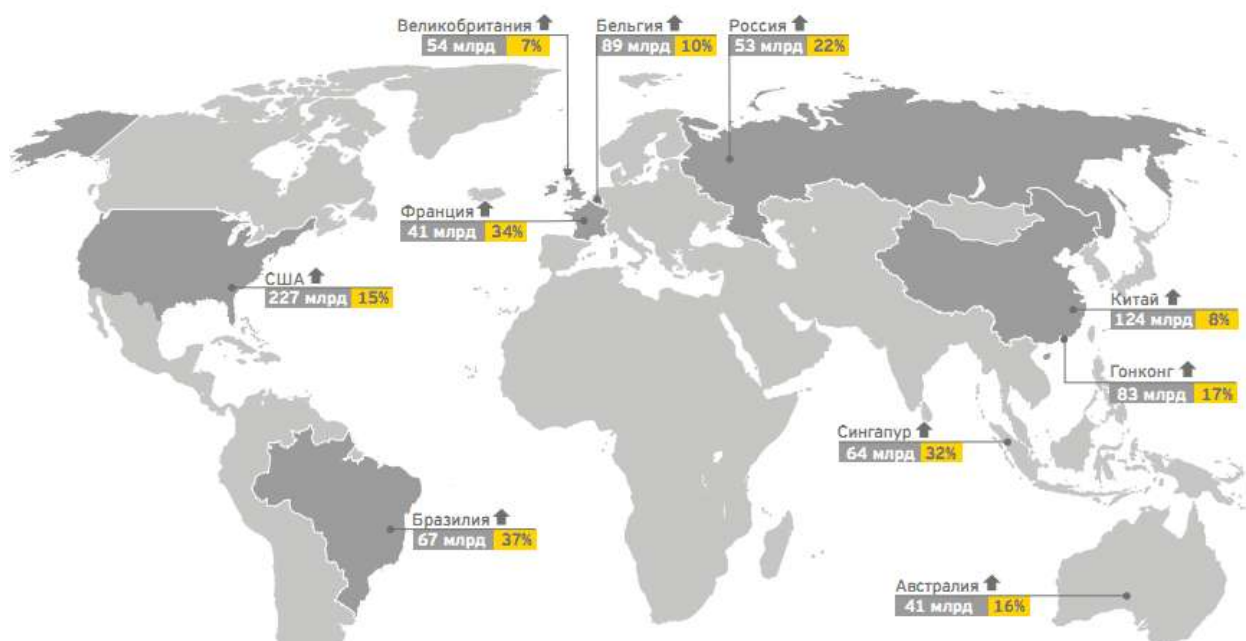 Великобритания
54 млрд 7%
Бельгия
89 млрд 10%
Россия
53 млрд 22%
Франция
41 млрд 34%
США
227 млрд 15%
Китай
124 млрд 8%
Гонконг
83 млрд 17%
Сингапур
64 млрд 32%
Бразилия
67 млрд 37%
Австралия
41 млрд 16%